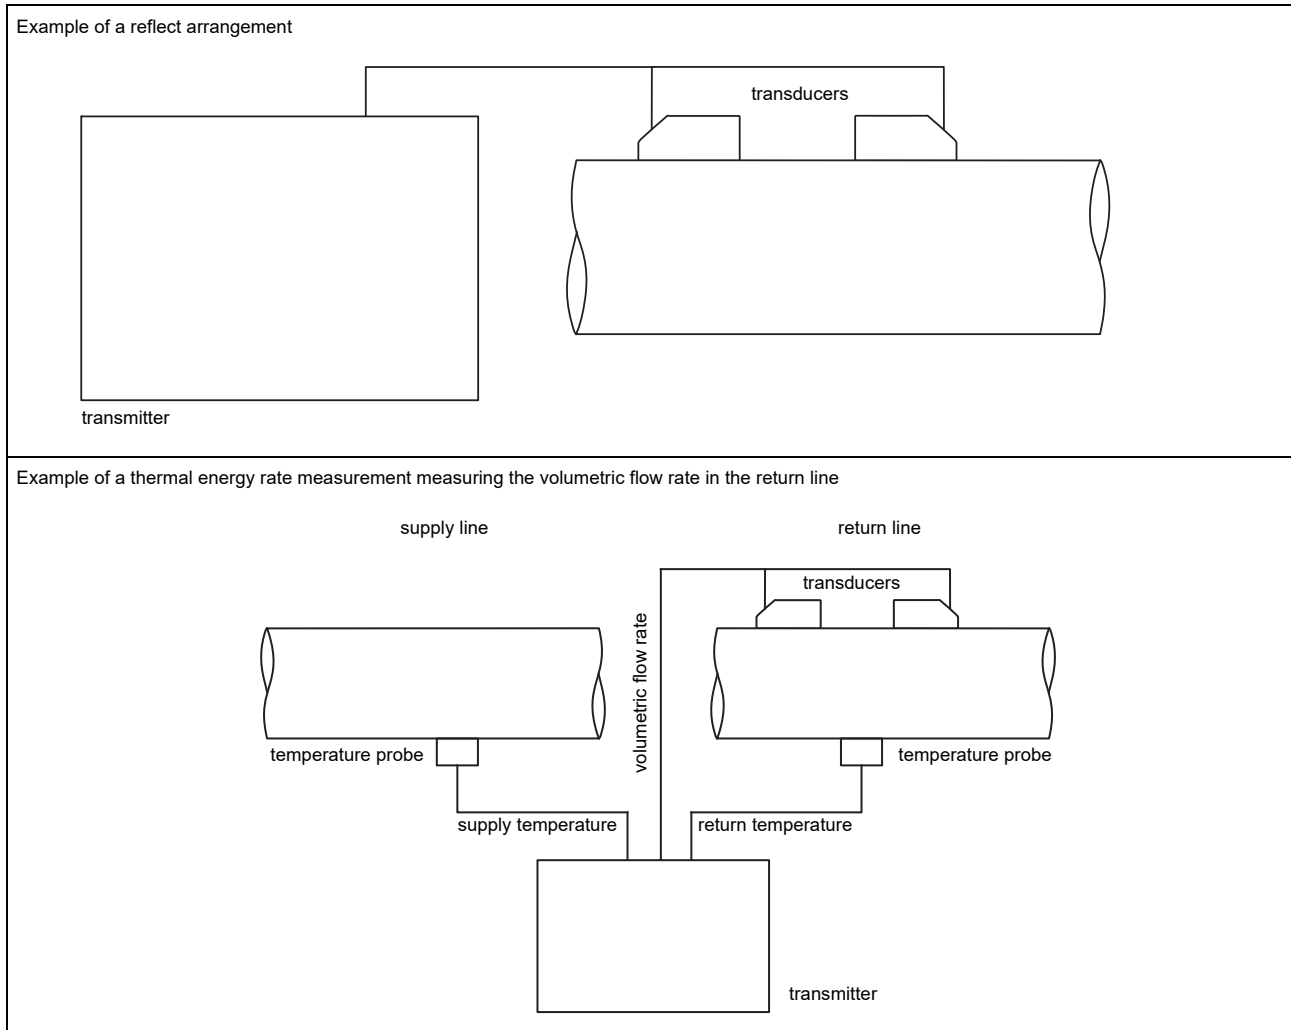 Example of a reflect arrangement
transducers
transmitter
Example of a thermal energy rate measurement measuring the volumetric flow rate in the return line
supply line
return line
transducers
volumetric flow rate
temperature probe
temperature probe
supply temperature
return temperature
transmitter